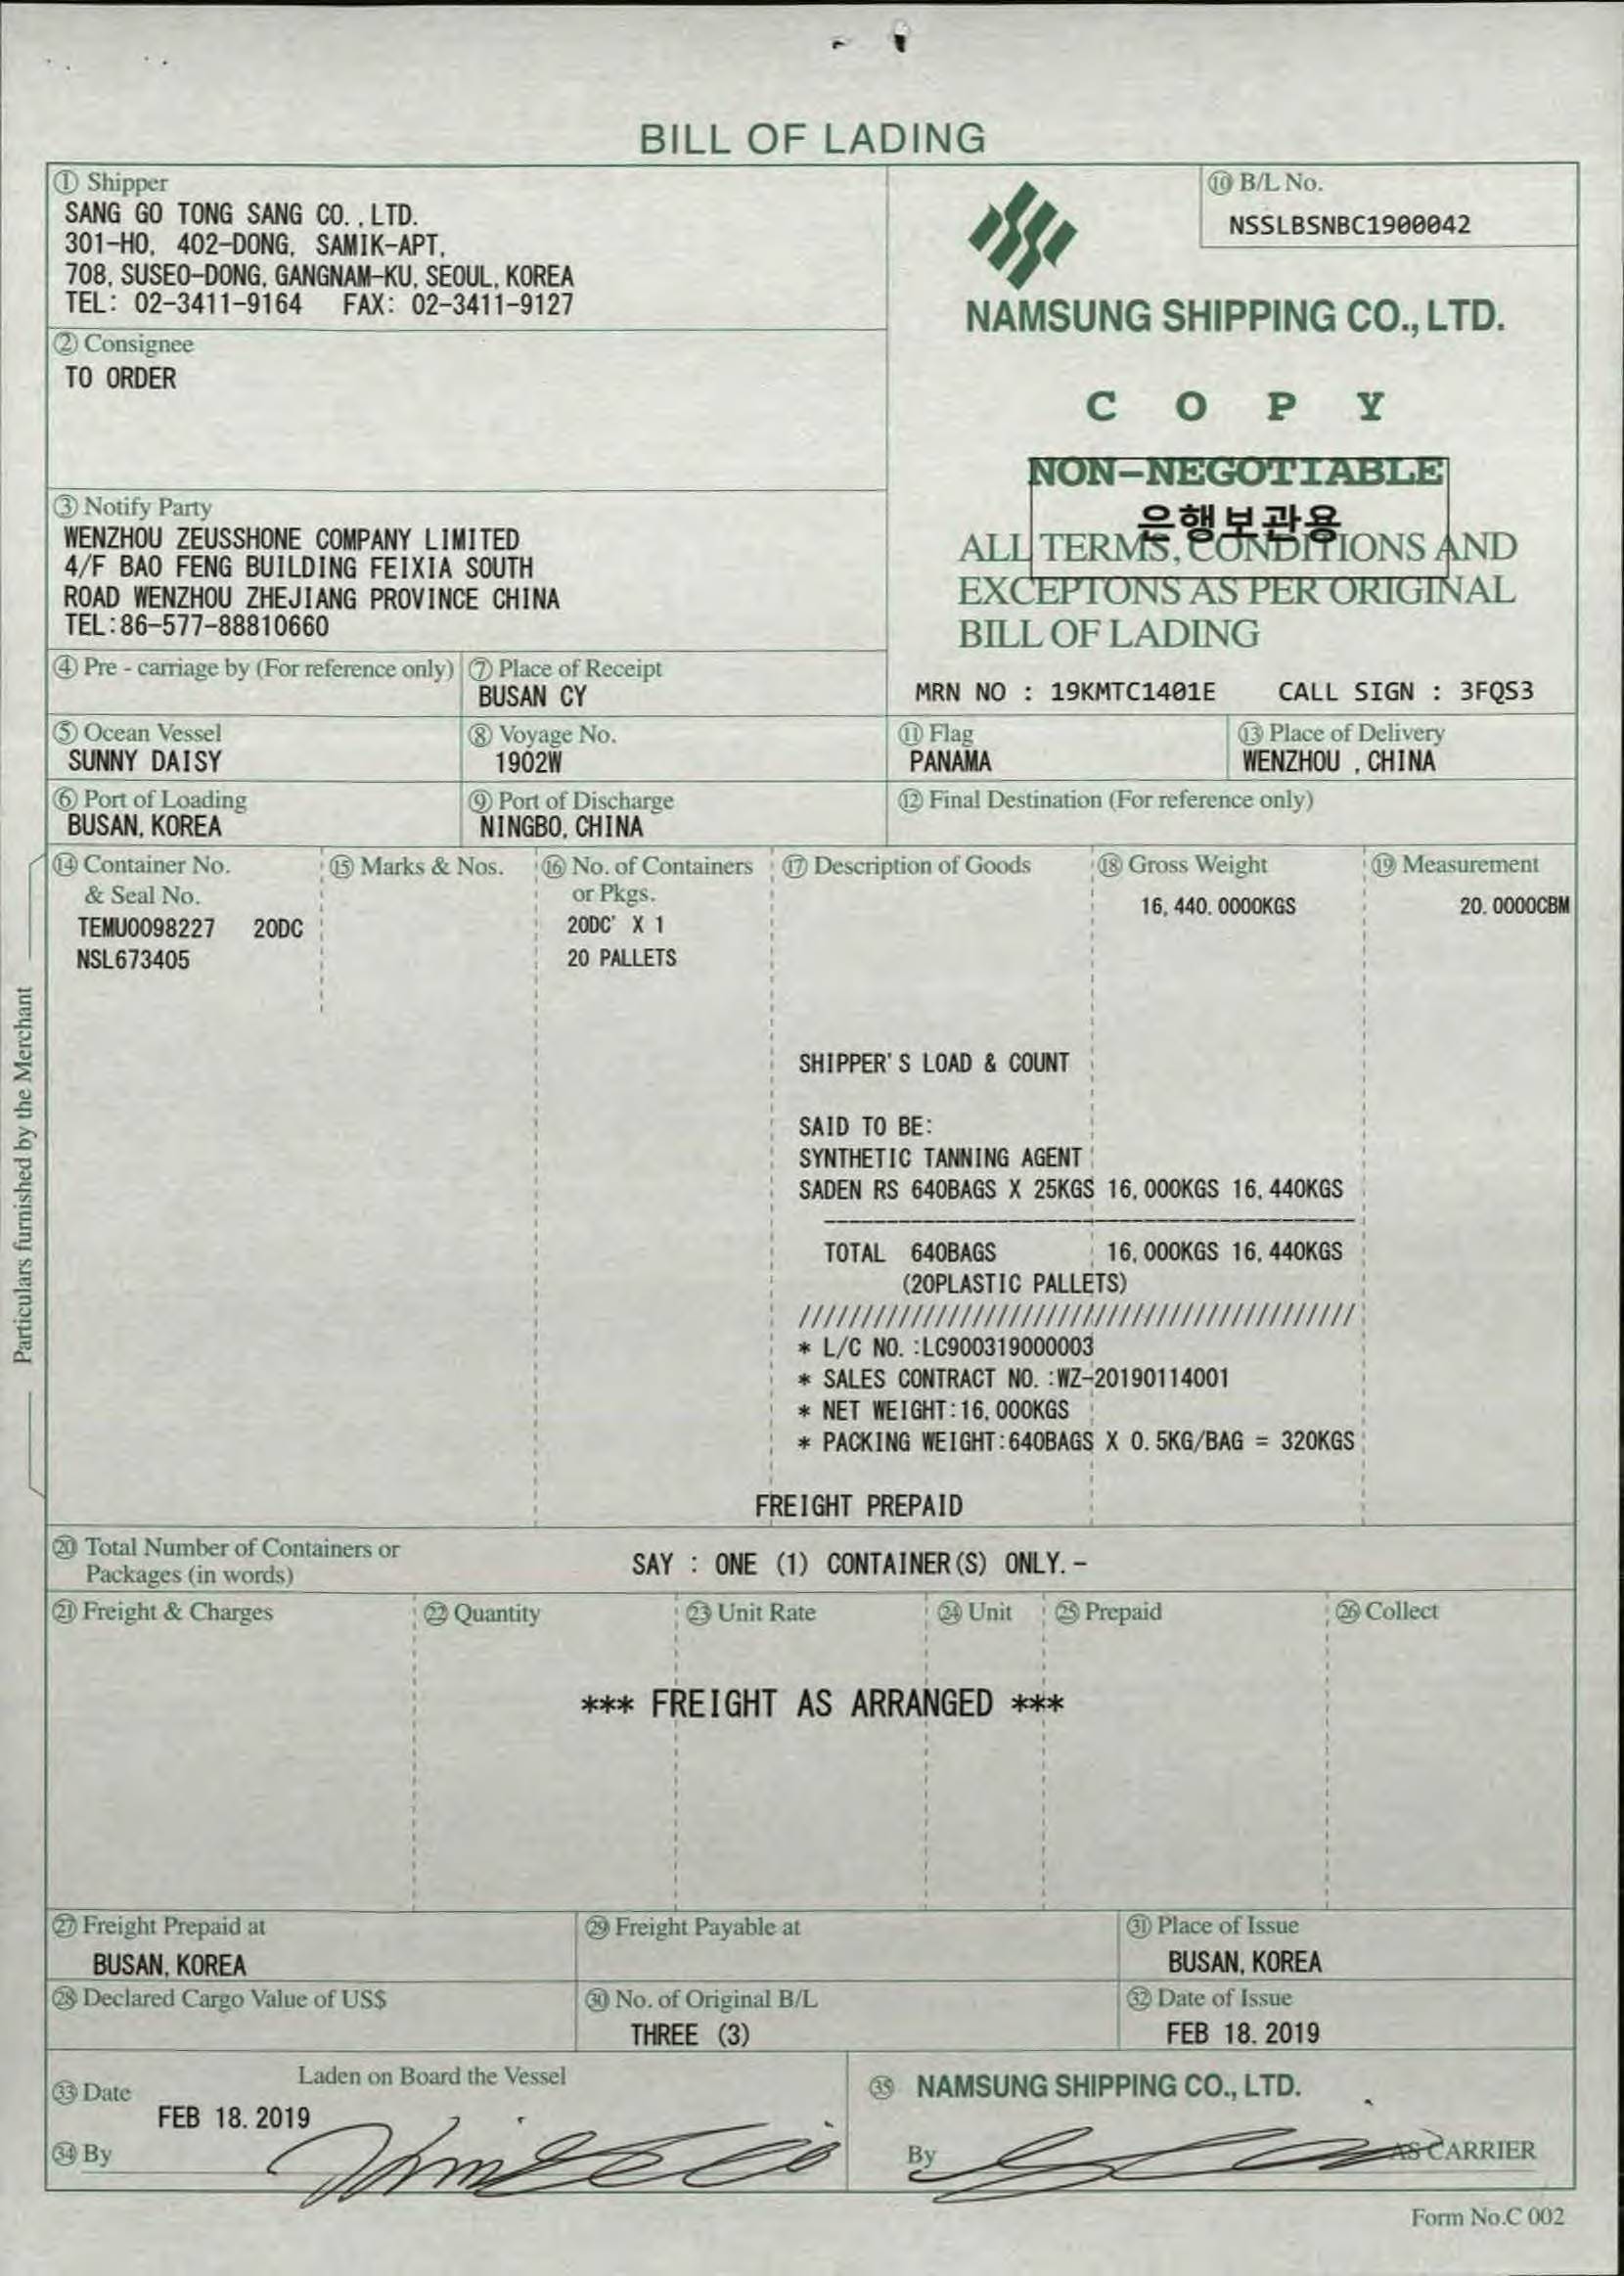 BILL OF LADING
① Shipper
SANG GO TONG SANG CO.,LTD.
301-HO, 402-DONG, SAMIK-APT,
708, SUSEO-DONG, GANGNAM-KU, SEOUL, KOREA
TEL: 02-3411-9164 FAX: 02-3411-9127
⑩ B/L No.
NSSLBSNBC1900042
NAMSUNG SHIPPING CO., LTD.
② Consignee
TO ORDER
C O P Y
NON-NEGOTIABLE
은행보관용
ALL TERMS, CONDITIONS AND
EXCEPTONS AS PER ORIGINAL
BILL OF LADING
③ Notify Party
WENZHOU ZEUSSHONE COMPANY LIMITED
4/F BAO FENG BUILDING FEIXIA SOUTH
ROAD WENZHOU ZHEJIANG PROVINCE CHINA
TEL:86-577-88810660
④ Pre - carriage by (For reference only)
⑦ Place of Receipt
BUSAN CY
MRN NO : 19KMTC1401E CALL SIGN : 3FQS3
⑤ Ocean Vessel
SUNNY DAISY
⑧ Voyage No.
1902W
⑪ Flag
PANAMA
⑬ Place of Delivery
WENZHOU , CHINA
⑥ Port of Loading
BUSAN, KOREA
⑨ Port of Discharge
NINGBO, CHINA
⑫ Final Destination (For reference only)
⑭ Container No.
& Seal No.
⑮ Marks & Nos.
⑯ No. of Containers
or Pkgs.
⑰ Description of Goods
⑱ Gross Weight
⑲ Measurement
TEMU0098227 20DC
NSL673405
20DC' X 1
20 PALLETS
16,440.0000KGS
20.0000CBM
Particulars furnished by the Merchant
SHIPPER'S LOAD & COUNT
SAID TO BE:
SYNTHETIC TANNING AGENT
SADEN RS 640BAGS X 25KGS 16,000KGS 16,440KGS
TOTAL 640BAGS 16,000KGS 16,440KGS
(20PLASTIC PALLETS)
/////////////////////////////////////////////
* L/C NO. :LC900319000003
* SALES CONTRACT NO. :WZ-20190114001
* NET WEIGHT:16,000KGS
* PACKING WEIGHT:640BAGS X 0.5KG/BAG = 320KGS
FREIGHT PREPAID
⑳ Total Number of Containers or
Packages (in words)
SAY : ONE (1) CONTAINER(S) ONLY.-
㉑ Freight & Charges
㉒ Quantity
㉓ Unit Rate
㉔ Unit
㉕ Prepaid
㉖ Collect
*** FREIGHT AS ARRANGED ***
㉗ Freight Prepaid at
BUSAN, KOREA
㉙ Freight Payable at
㉛ Place of Issue
BUSAN, KOREA
㉘ Declared Cargo Value of US$
㉚ No. of Original B/L
THREE (3)
㉜ Date of Issue
FEB 18. 2019
Laden on Board the Vessel
㉝ Date
FEB 18. 2019
㉞ By
㉟ NAMSUNG SHIPPING CO., LTD.
By
AS CARRIER
Form No.C 002